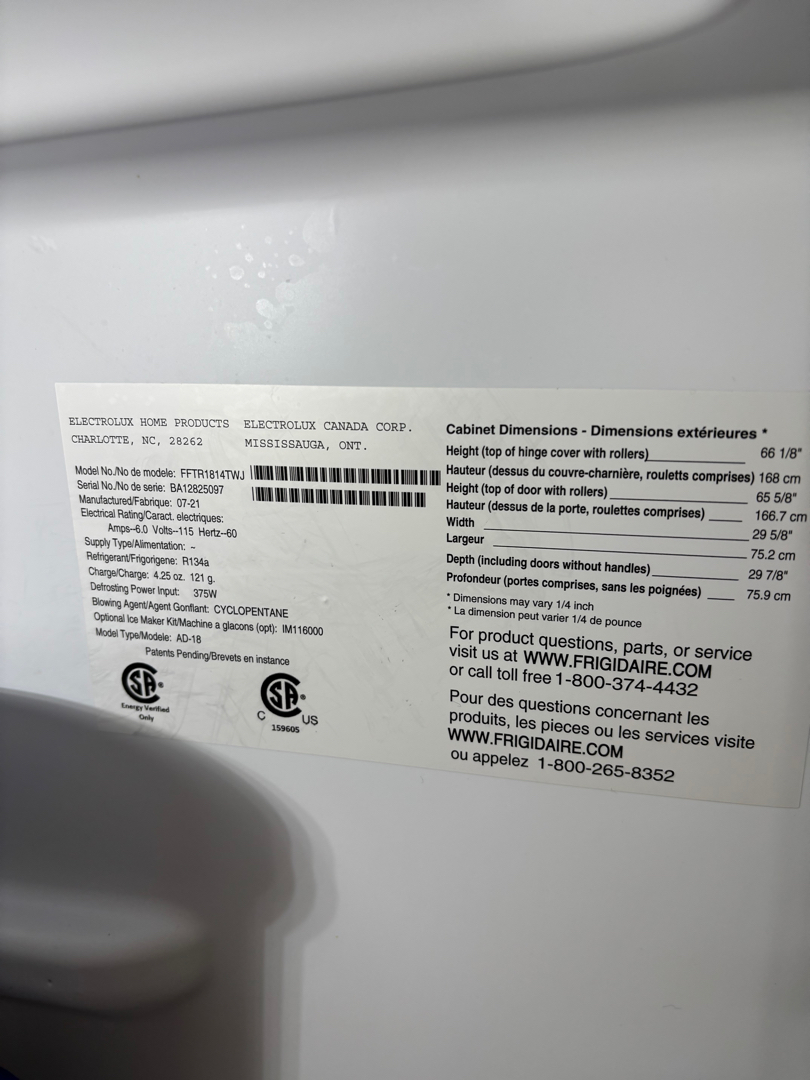 ELECTROLUX HOME PRODUCTS ELECTROLUX CANADA CORP.
CHARLOTTE, NC, 28262 MISSISSAUGA, ONT.
Model No./No de modele: FFTR1814TWJ
Serial No./No de serie: BA12825097
Manufactured/Fabrique: 07-21
Electrical Rating/Caract. electriques:
Amps--6.0 Volts--115 Hertz--60
Supply Type/Alimentation: –
Refrigerant/Frigorigene: R134a
Charge/Charge: 4.25 oz. 121 g.
Defrosting Power Input: 375W
Blowing Agent/Agent Gonflant: CYCLOPENTANE
Optional Ice Maker Kit/Machine a glacons (opt): IM116000
Model Type/Modele: AD-18
Patents Pending/Brevets en instance
SA
Energy Verified
Only
C SA US
159605
Cabinet Dimensions - Dimensions extérieures *
Height (top of hinge cover with rollers) 66 1/8"
Hauteur (dessus du couvre-charnière, rouletts comprises) 168 cm
Height (top of door with rollers) 65 5/8"
Hauteur (dessus de la porte, roulettes comprises) 166.7 cm
Width 29 5/8"
Largeur 75.2 cm
Depth (including doors without handles) 29 7/8"
Profondeur (portes comprises, sans les poignées) 75.9 cm
* Dimensions may vary 1/4 inch
* La dimension peut varier 1/4 de pounce
For product questions, parts, or service
visit us at WWW.FRIGIDAIRE.COM
or call toll free 1-800-374-4432
Pour des questions concernant les
produits, les pieces ou les services visite
WWW.FRIGIDAIRE.COM
ou appelez 1-800-265-8352